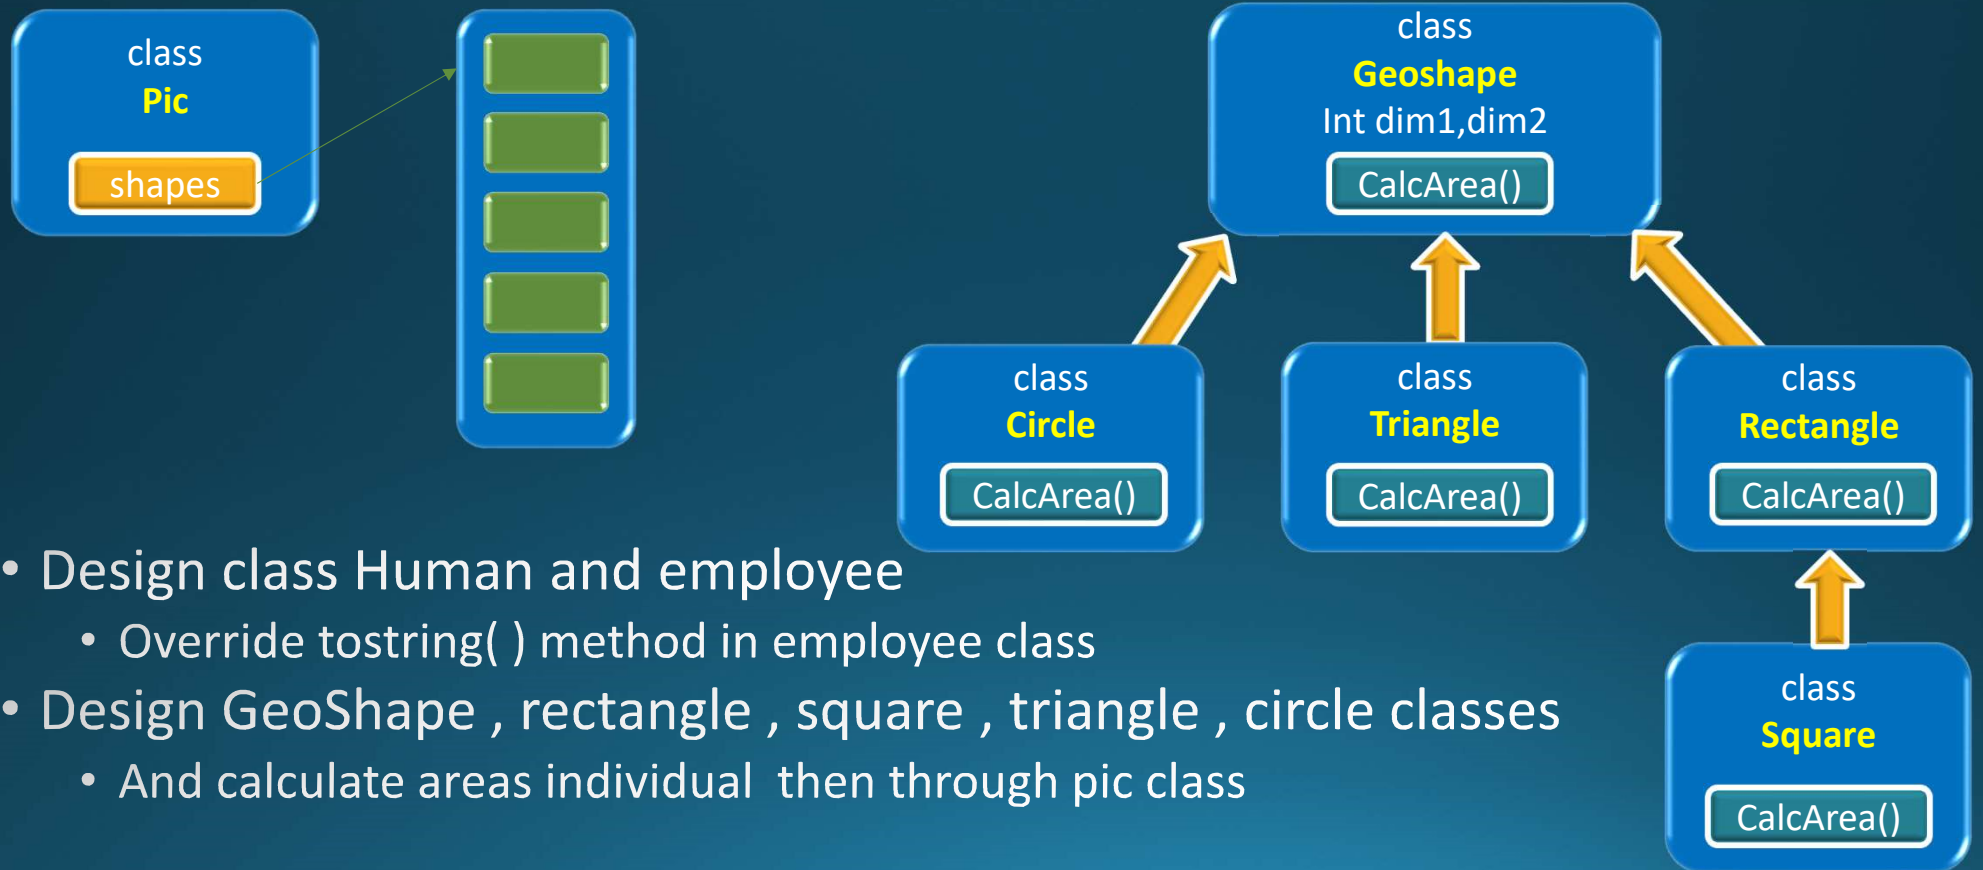 class
Pic
shapes
class
Geoshape
Int dim1,dim2
CalcArea()
class
Circle
CalcArea()
class
Triangle
CalcArea()
class
Rectangle
CalcArea()
• Design class Human and employee
• Override tostring( ) method in employee class
• Design GeoShape , rectangle , square , triangle , circle classes
• And calculate areas individual then through pic class
class
Square
CalcArea()